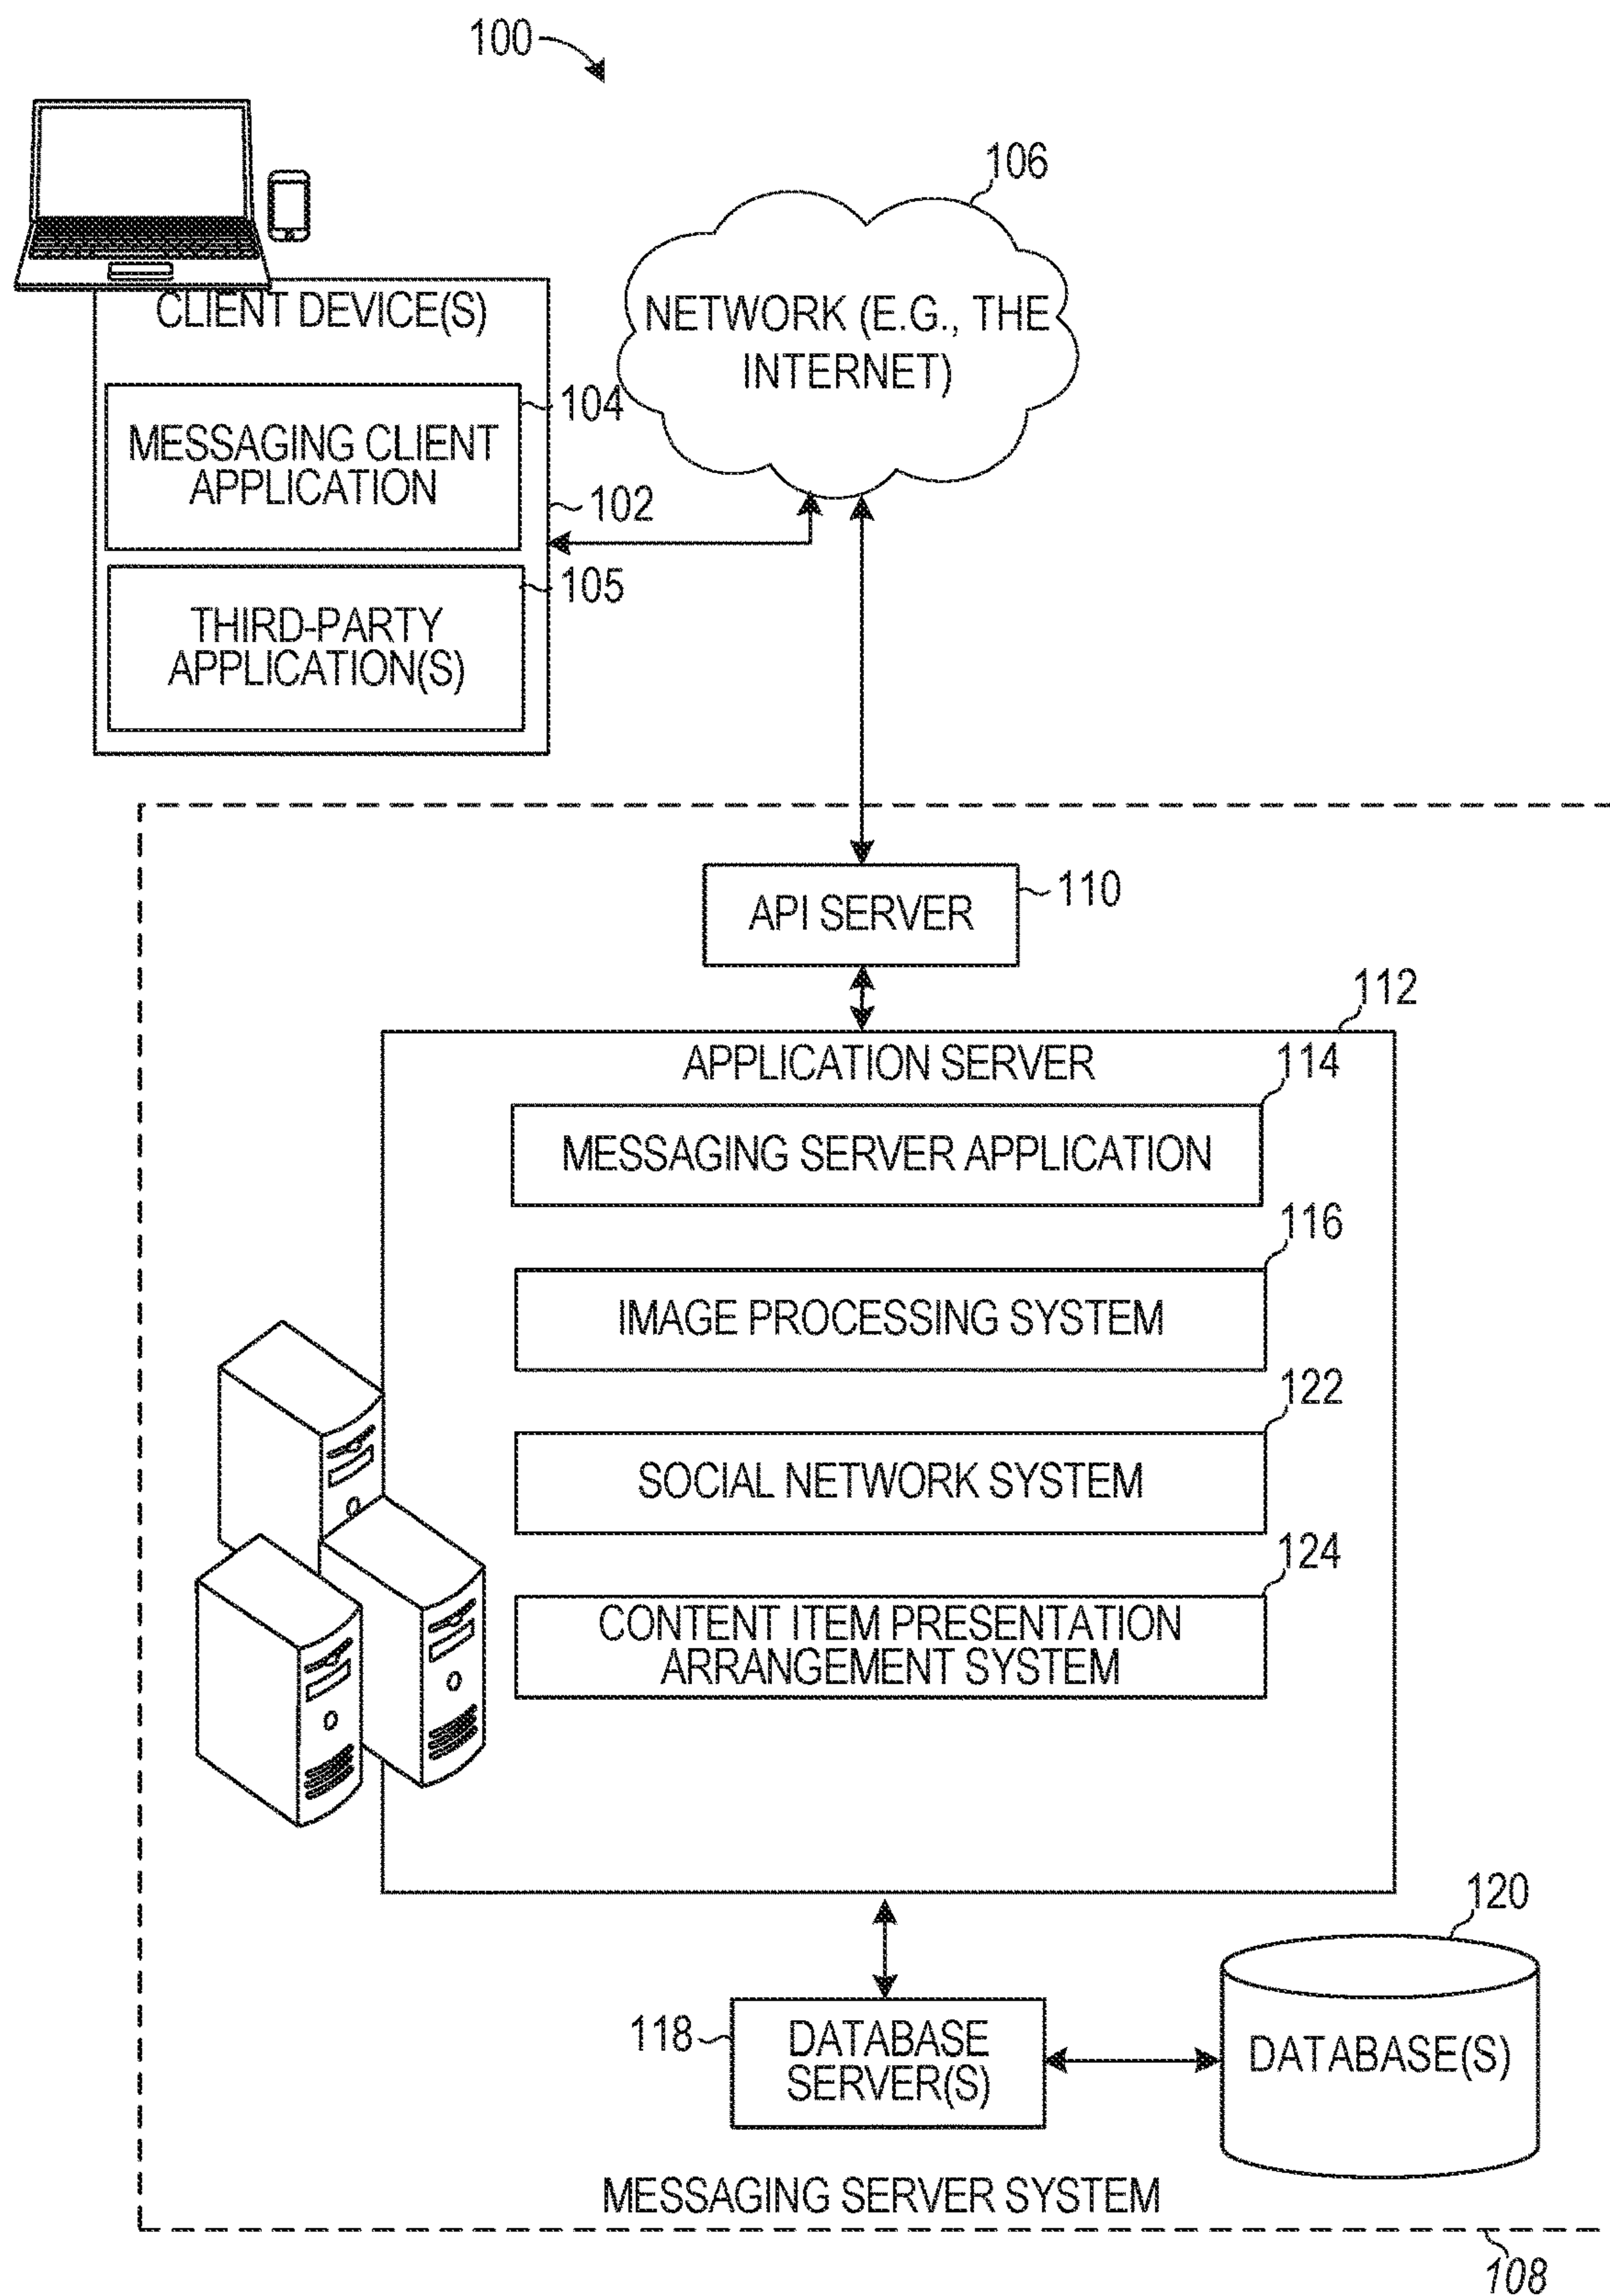 100
106
CLIENT DEVICE(S)
NETWORK (E.G., THE
INTERNET)
104
MESSAGING CLIENT
APPLICATION
102
105
THIRD-PARTY
APPLICATION(S)
API SERVER
110
112
APPLICATION SERVER
114
MESSAGING SERVER APPLICATION
116
IMAGE PROCESSING SYSTEM
122
SOCIAL NETWORK SYSTEM
124
CONTENT ITEM PRESENTATION
ARRANGEMENT SYSTEM
120
118
DATABASE
SERVER(S)
DATABASE(S)
MESSAGING SERVER SYSTEM
108